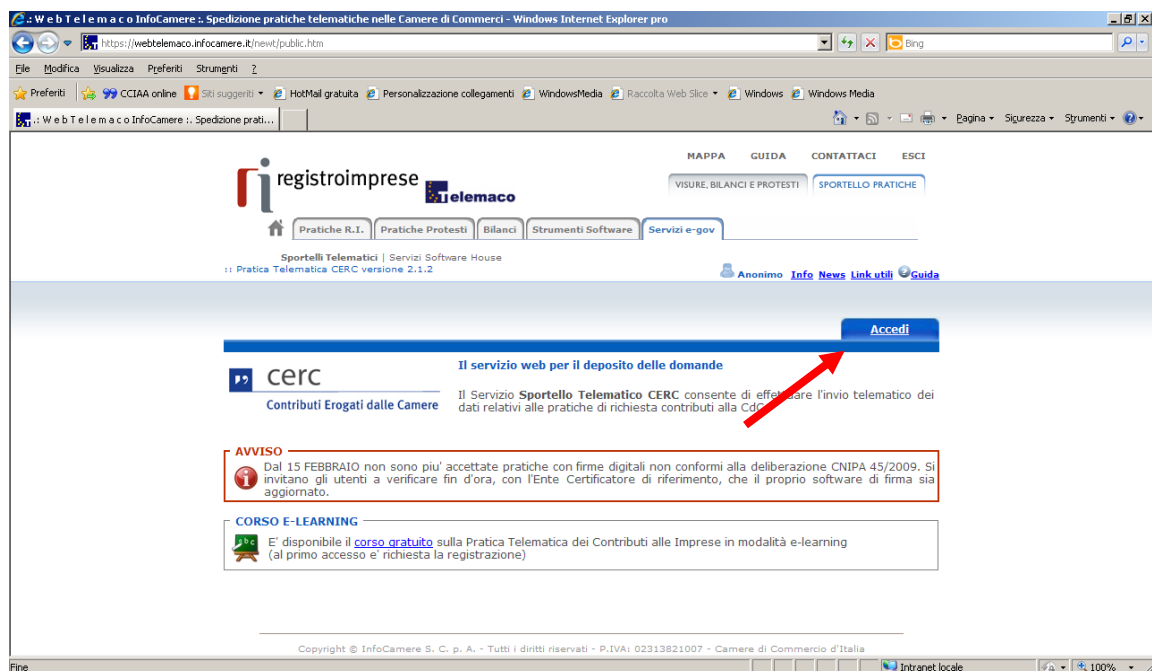 .: W e b T e l e m a c o InfoCamere :. Spedizione pratiche telematiche nelle Camere di Commerci - Windows Internet Explorer pro
https://webtelemaco.infocamere.it/newt/public.htm
Bing
File Modifica Visualizza Preferiti Strumenti ?
Preferiti CCIAA online Siti suggeriti HotMail gratuita Personalizzazione collegamenti WindowsMedia Raccolta Web Slice Windows Windows Media
.: W e b T e l e m a c o InfoCamere :. Spedizione prati...
Pagina Sicurezza Strumenti
MAPPA GUIDA CONTATTACI ESCI
registroimprese Telemaco
VISURE, BILANCI E PROTESTI SPORTELLO PRATICHE
Pratiche R.I. Pratiche Protesti Bilanci Strumenti Software Servizi e-gov
Sportelli Telematici | Servizi Software House
:: Pratica Telematica CERC versione 2.1.2
Anonimo Info News Link utili Guida
Accedi
cerc
Contributi Erogati dalle Camere
Il servizio web per il deposito delle domande
Il Servizio Sportello Telematico CERC consente di effettuare l'invio telematico dei
dati relativi alle pratiche di richiesta contributi alla CdC
AVVISO
Dal 15 FEBBRAIO non sono piu' accettate pratiche con firme digitali non conformi alla deliberazione CNIPA 45/2009. Si
invitano gli utenti a verificare fin d'ora, con l'Ente Certificatore di riferimento, che il proprio software di firma sia
aggiornato.
CORSO E-LEARNING
abc
E' disponibile il corso gratuito sulla Pratica Telematica dei Contributi alle Imprese in modalità e-learning
(al primo accesso e' richiesta la registrazione)
Copyright © InfoCamere S. C. p. A. - Tutti i diritti riservati - P.IVA: 02313821007 - Camere di Commercio d'Italia
Fine
Intranet locale
100%